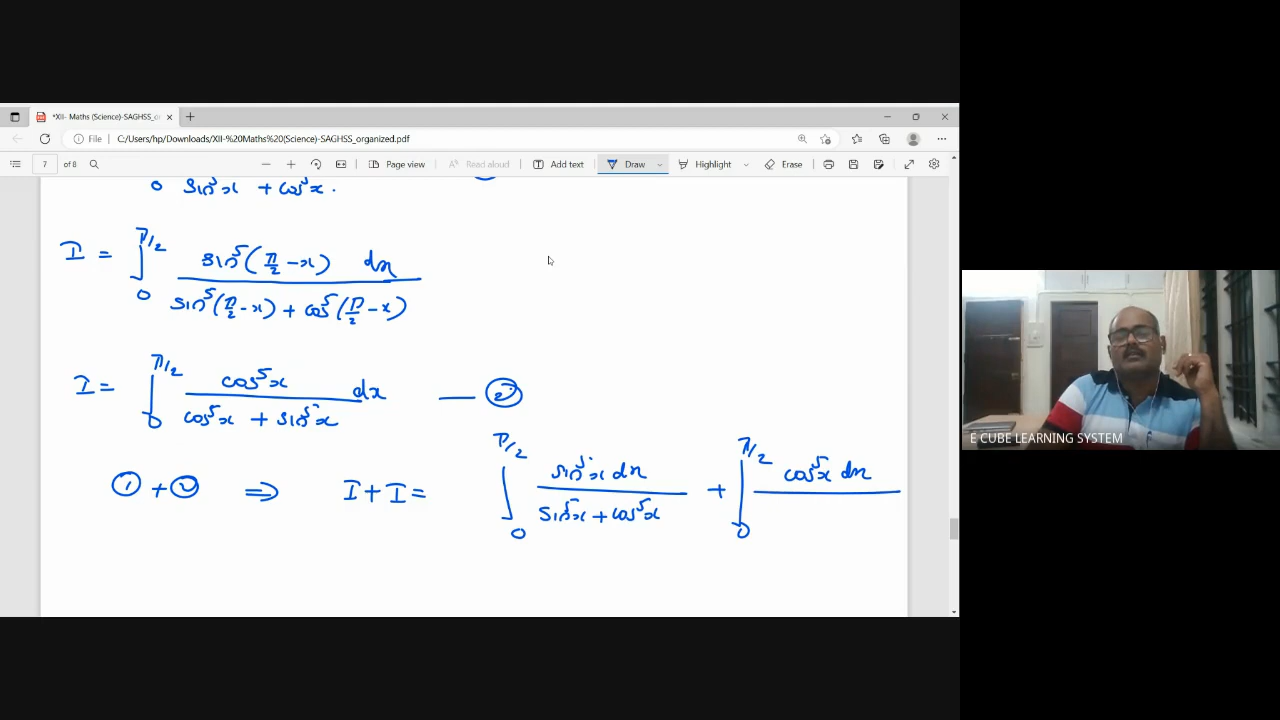 *XII- Maths (Science)-SAGHSS_o
File C:/Users/hp/Downloads/XII-%20Maths%20(Science)-SAGHSS_organized.pdf
7 of 8 Page view Read aloud Add text Draw Highlight Erase
0 sin⁵x + cos⁵x.
I = ∫₀^(π/2) sin⁵(π/2 − x) dx / (sin⁵(π/2 − x) + cos⁵(π/2 − x))
I = ∫₀^(π/2) cos⁵x / (cos⁵x + sin⁵x) dx — ②
① + ② ⇒ I + I = ∫₀^(π/2) sin⁵x dx / (sin⁵x + cos⁵x) + ∫₀^(π/2) cos⁵x dx
E CUBE LEARNING SYSTEM